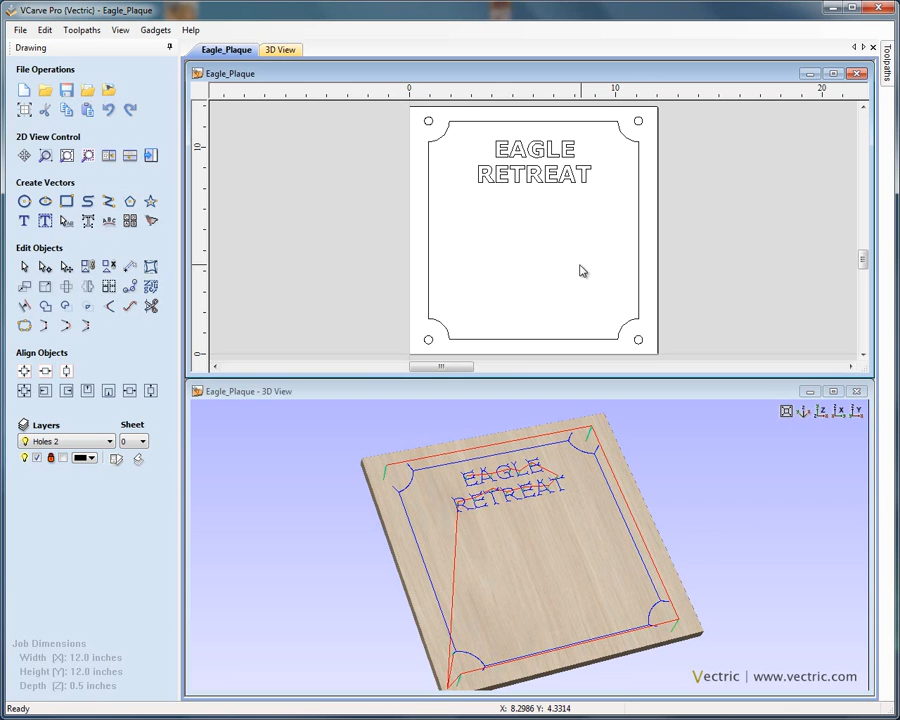 VCarve Pro (Vectric) - Eagle_Plaque
File Edit Toolpaths View Gadgets Help
Drawing
Eagle_Plaque 3D View
Toolpaths
File Operations
2D View Control
Create Vectors
Edit Objects
Align Objects
Layers Sheet
Holes 2 0
Job Dimensions
Width (X): 12.0 inches
Height (Y): 12.0 inches
Depth (Z): 0.5 inches
Eagle_Plaque
0 10 20
10
0
EAGLE
RETREAT
Eagle_Plaque - 3D View
EAGLE
RETREAT
Vectric | www.vectric.com
Ready X: 8.2986 Y: 4.3314